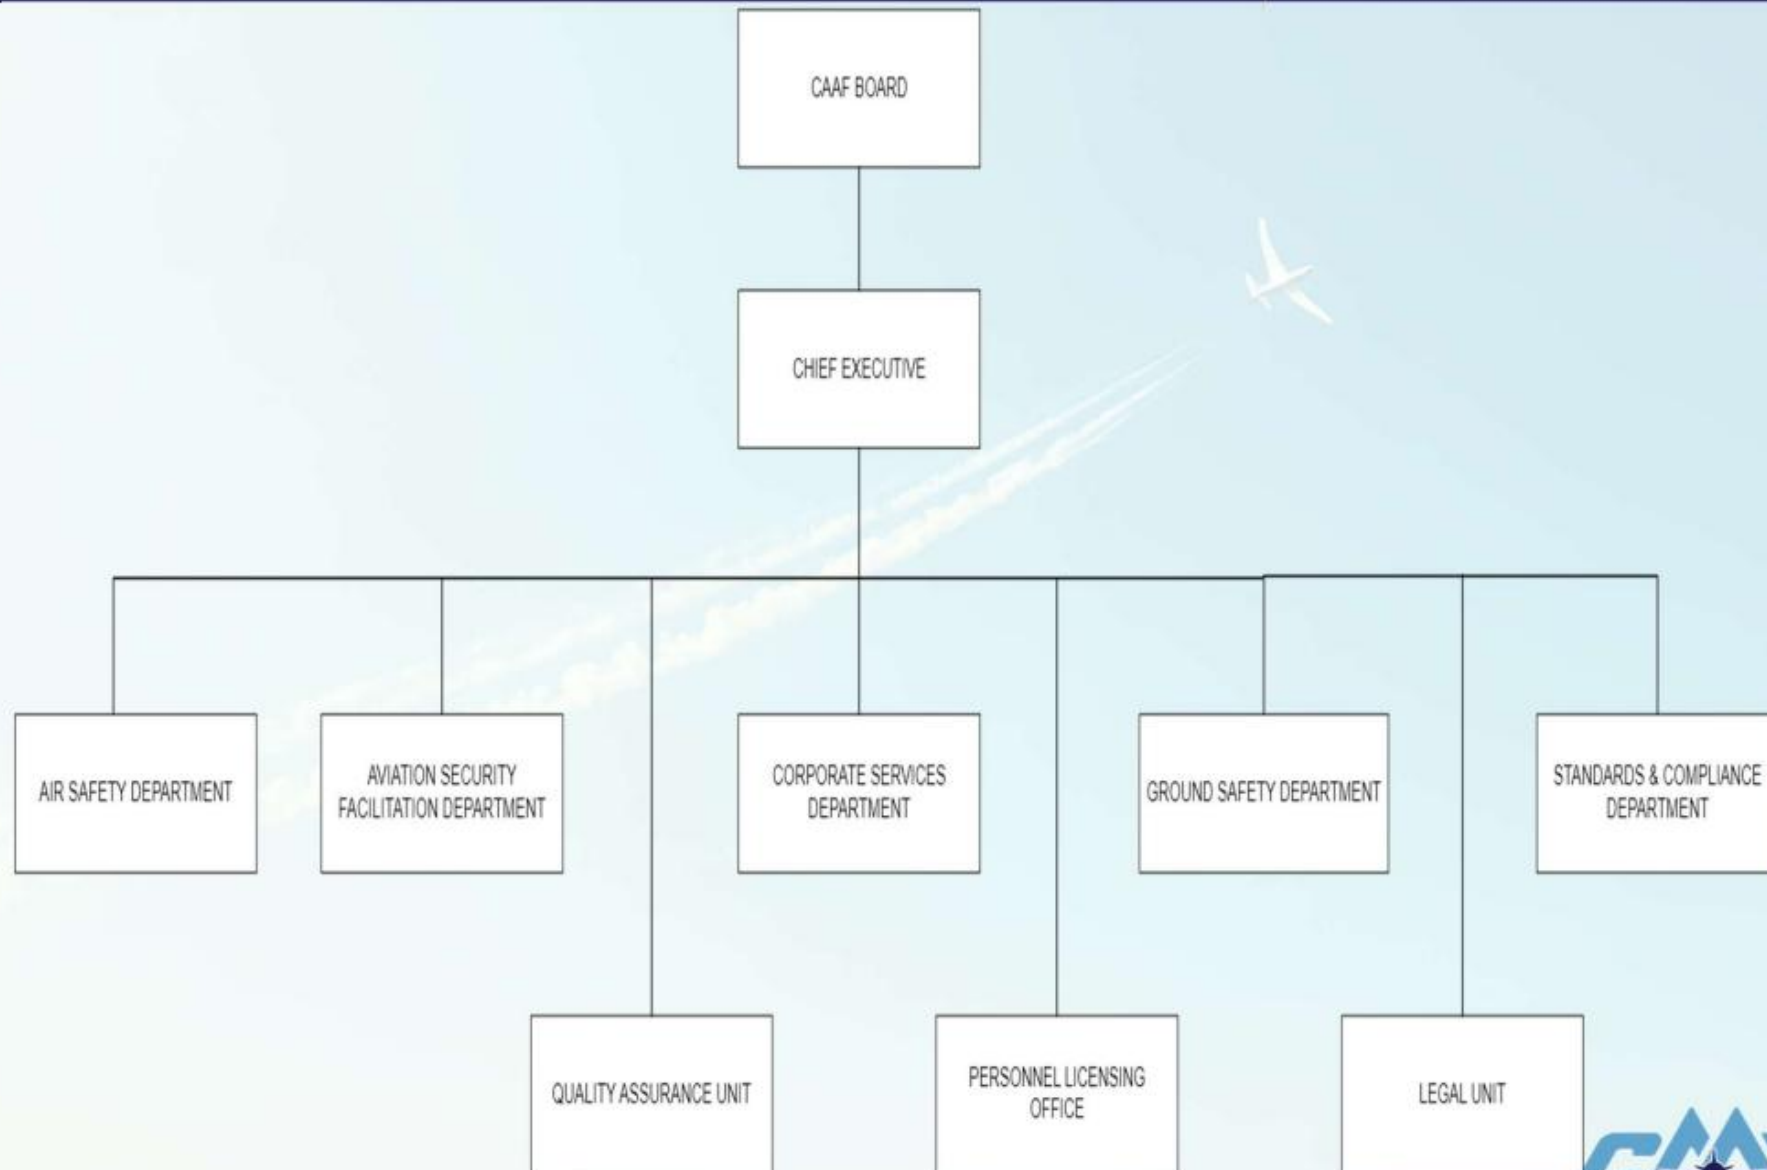 CAAF BOARD
CHIEF EXECUTIVE
AIR SAFETY DEPARTMENT
AVIATION SECURITY
FACILITATION DEPARTMENT
CORPORATE SERVICES
DEPARTMENT
GROUND SAFETY DEPARTMENT
STANDARDS & COMPLIANCE
DEPARTMENT
QUALITY ASSURANCE UNIT
PERSONNEL LICENSING
OFFICE
LEGAL UNIT